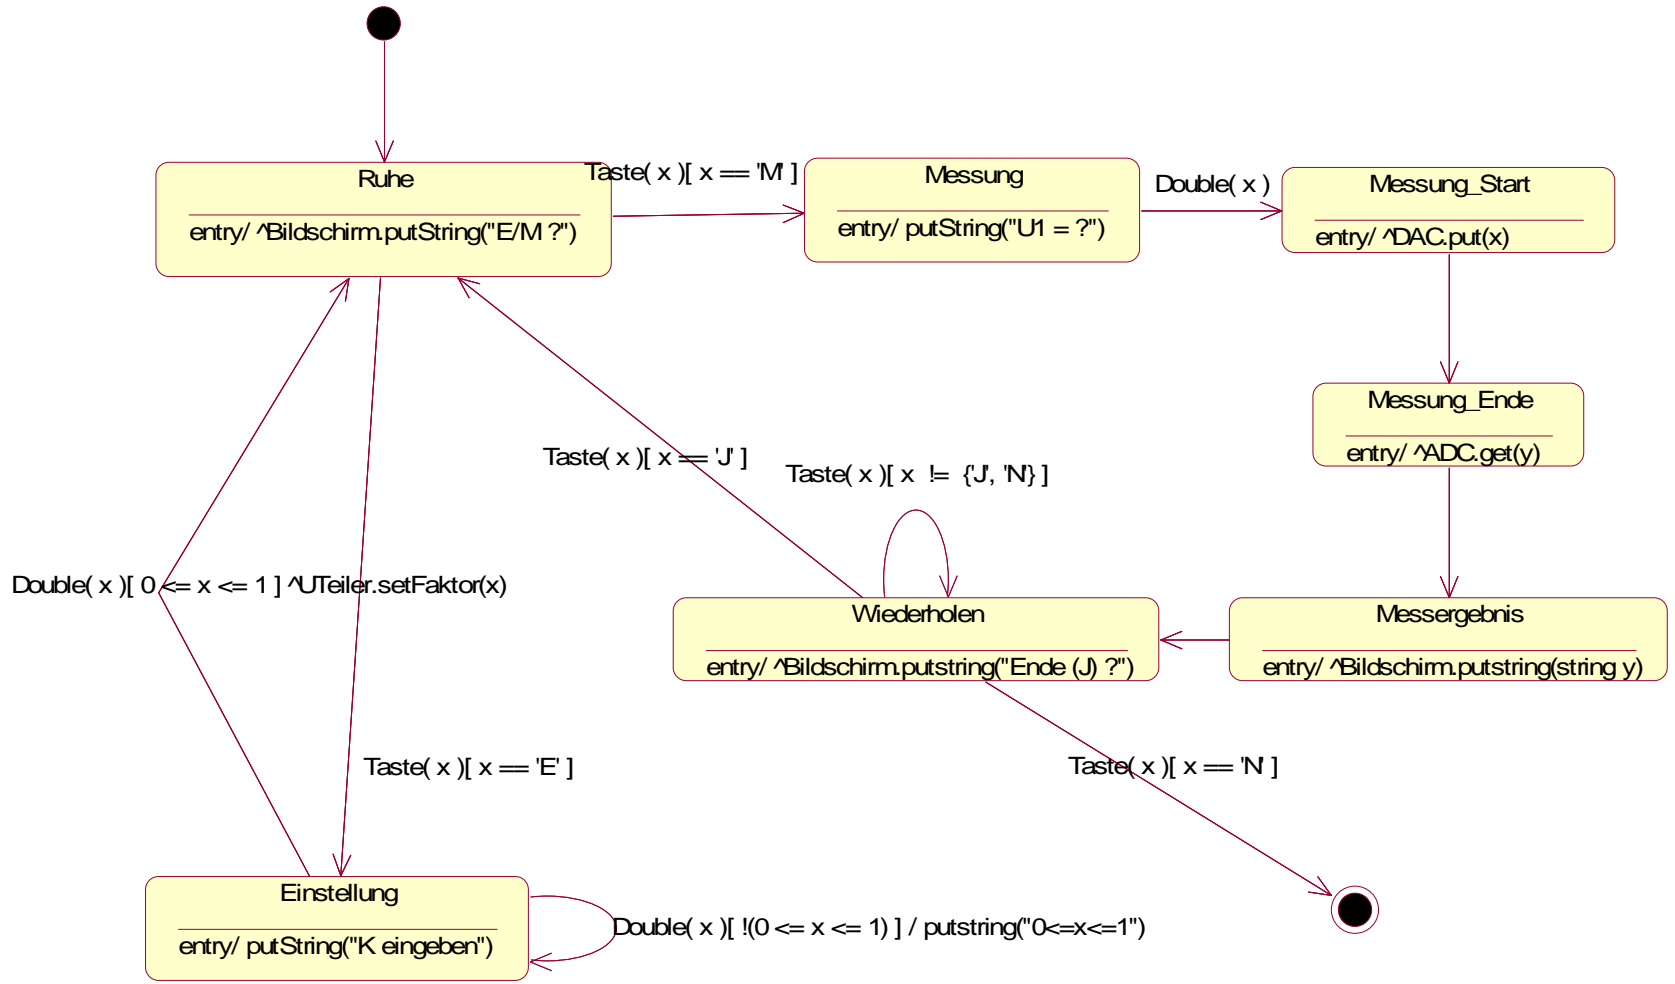 Ruhe
entry/ ^Bildschirm.putString("E/M ?")
Taste( x )[ x == 'M' ]
Messung
entry/ putString("U1 = ?")
Double( x )
Messung_Start
entry/ ^DAC.put(x)
Messung_Ende
entry/ ^ADC.get(y)
Taste( x )[ x == 'J' ]
Taste( x )[ x != {'J', 'N'} ]
Double( x )[ 0 <= x <= 1 ] ^UTeiler.setFaktor(x)
Wiederholen
entry/ ^Bildschirm.putstring("Ende (J) ?")
Messergebnis
entry/ ^Bildschirm.putstring(string y)
Taste( x )[ x == 'E' ]
Taste( x )[ x == 'N' ]
Einstellung
entry/ putString("K eingeben")
Double( x )[ !(0 <= x <= 1) ] / putstring("0<=x<=1")